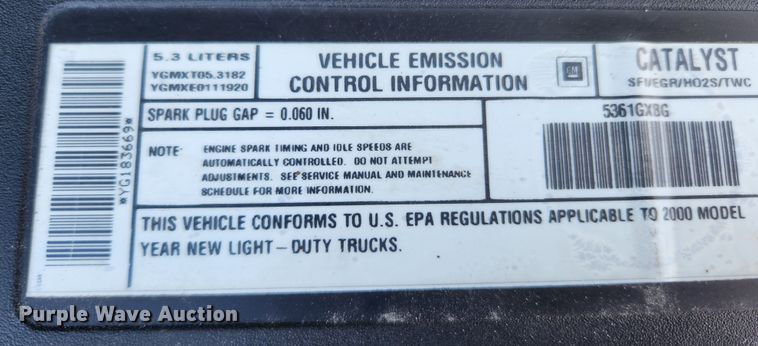 5.3 LITERS
YGMXT05.3182
YGMXE0111920
VEHICLE EMISSION
CONTROL INFORMATION
GM
CATALYST
SFI/EGR/HO2S/TWC
SPARK PLUG GAP = 0.060 IN.
5361GXBG
NOTE: ENGINE SPARK TIMING AND IDLE SPEEDS ARE
AUTOMATICALLY CONTROLLED. DO NOT ATTEMPT
ADJUSTMENTS. SEE SERVICE MANUAL AND MAINTENANCE
SCHEDULE FOR MORE INFORMATION.
*YG183669*
THIS VEHICLE CONFORMS TO U.S. EPA REGULATIONS APPLICABLE TO 2000 MODEL
YEAR NEW LIGHT-DUTY TRUCKS.
Purple Wave Auction